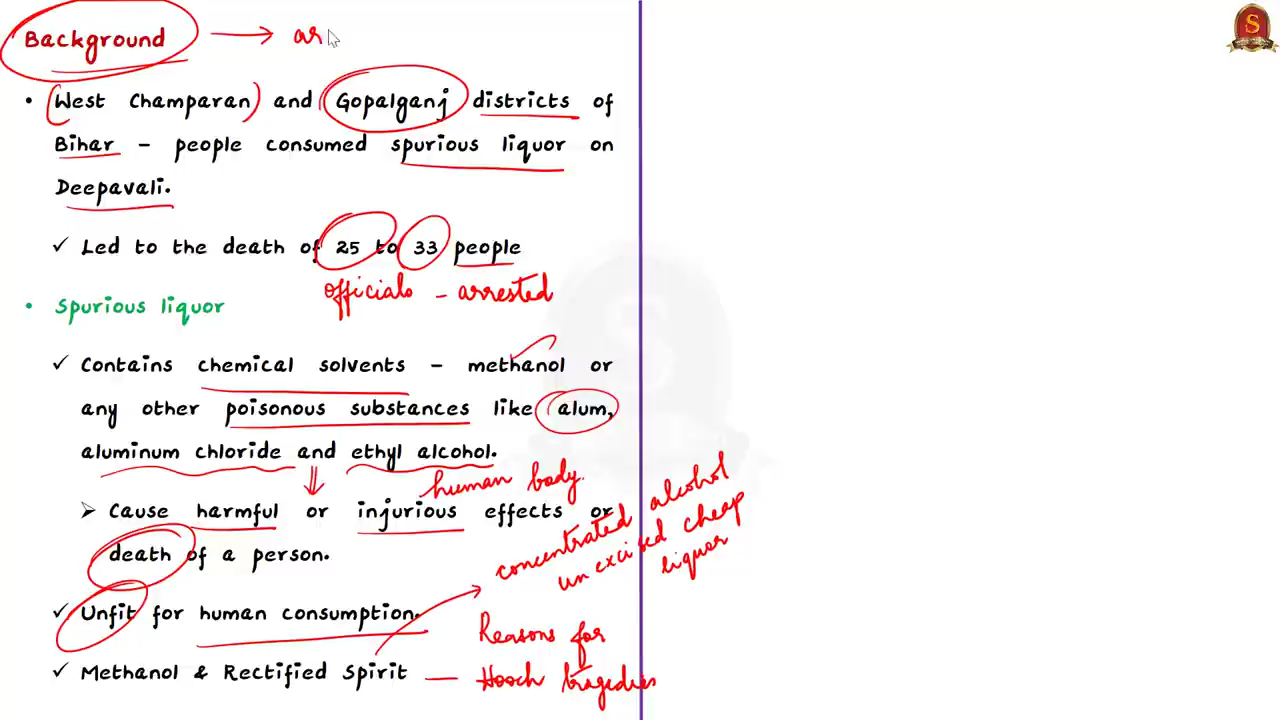 Background → ar
• (West Champaran) and Gopalganj districts of
Bihar – people consumed spurious liquor on
Deepavali.
✓ Led to the death of 25 to 33 people
officials - arrested
• Spurious liquor
✓ Contains chemical solvents – methanol or
any other poisonous substances like alum,
aluminum chloride and ethyl alcohol.
human body.
➢ Cause harmful or injurious effects or
death of a person.
concentrated alcohol
unexcised cheap
liquor
✓ Unfit for human consumption.
Reasons for
✓ Methanol & Rectified Spirit — Hooch tragedies
S
S